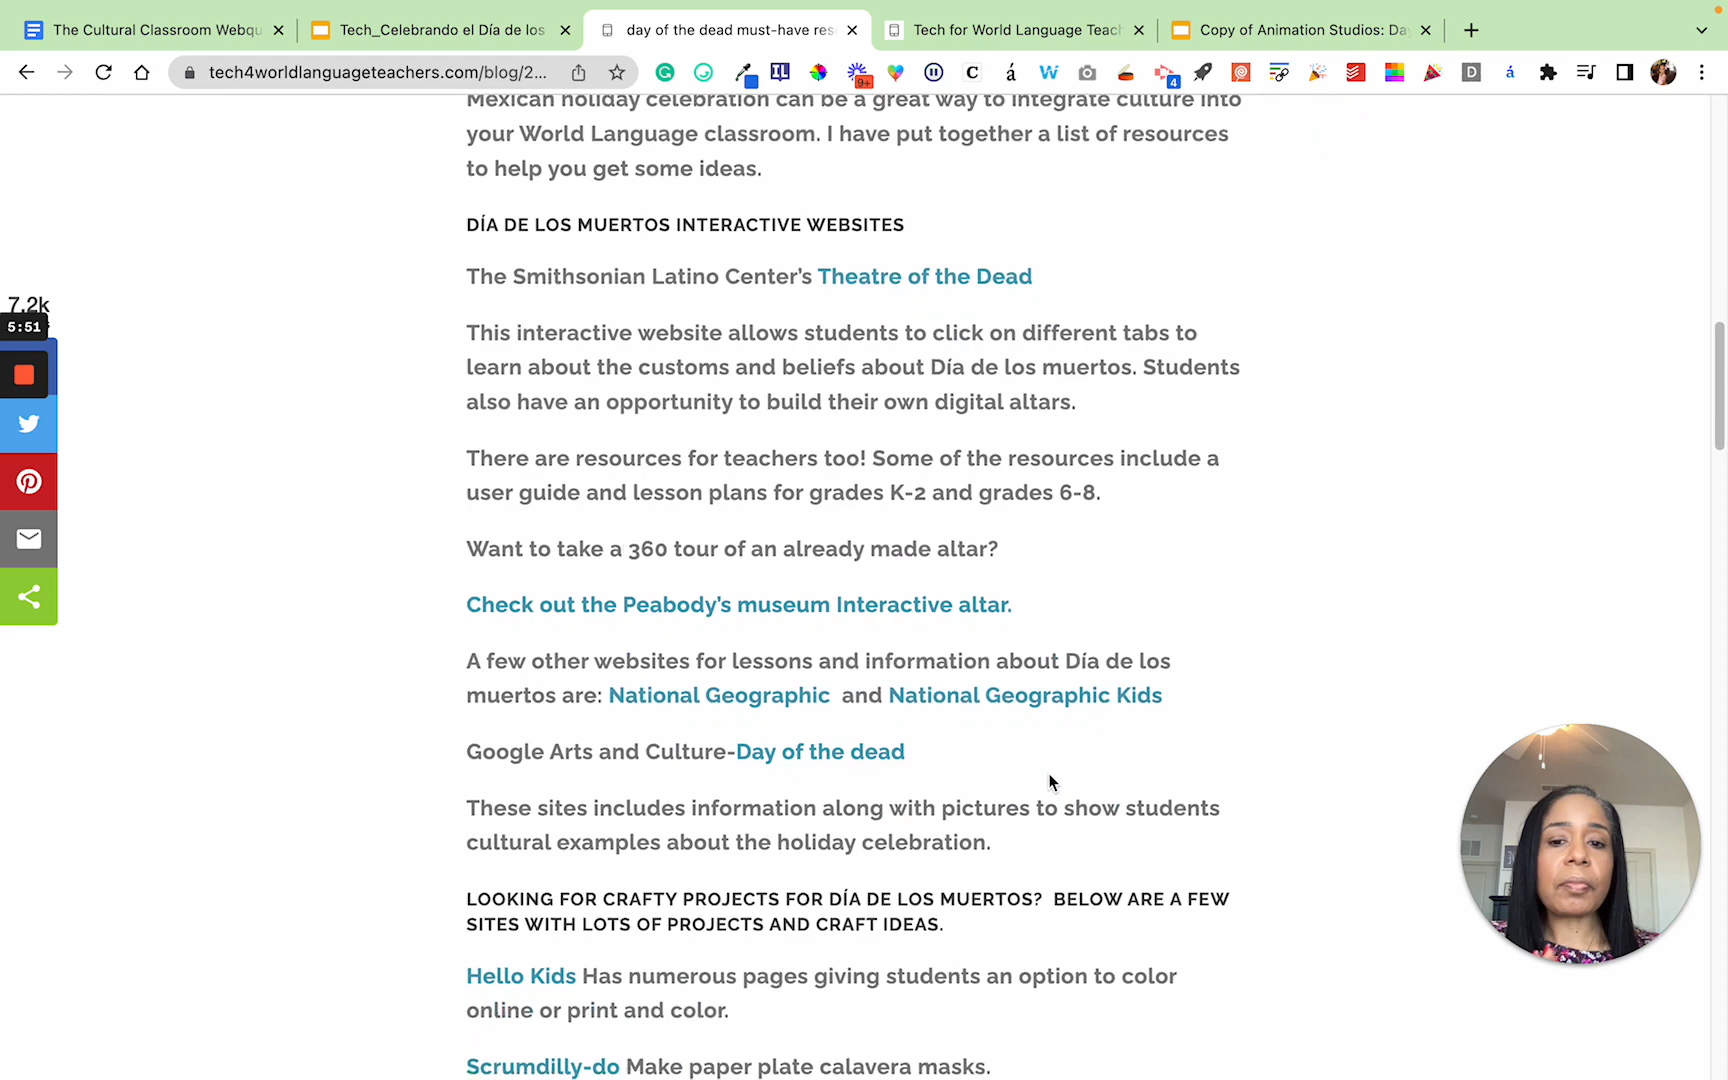 The Cultural Classroom Webqu
Tech_Celebrando el Día de los
day of the dead must-have res
Tech for World Language Teach
Copy of Animation Studios: Da
tech4worldlanguageteachers.com/blog/2...
9+
4
Mexican holiday celebration can be a great way to integrate culture into
your World Language classroom. I have put together a list of resources
to help you get some ideas.
DÍA DE LOS MUERTOS INTERACTIVE WEBSITES
The Smithsonian Latino Center's Theatre of the Dead
7.2k
5:51
This interactive website allows students to click on different tabs to
learn about the customs and beliefs about Día de los muertos. Students
also have an opportunity to build their own digital altars.
There are resources for teachers too! Some of the resources include a
user guide and lesson plans for grades K-2 and grades 6-8.
Want to take a 360 tour of an already made altar?
Check out the Peabody's museum Interactive altar.
A few other websites for lessons and information about Día de los
muertos are: National Geographic and National Geographic Kids
Google Arts and Culture-Day of the dead
These sites includes information along with pictures to show students
cultural examples about the holiday celebration.
LOOKING FOR CRAFTY PROJECTS FOR DÍA DE LOS MUERTOS? BELOW ARE A FEW
SITES WITH LOTS OF PROJECTS AND CRAFT IDEAS.
Hello Kids Has numerous pages giving students an option to color
online or print and color.
Scrumdilly-do Make paper plate calavera masks.